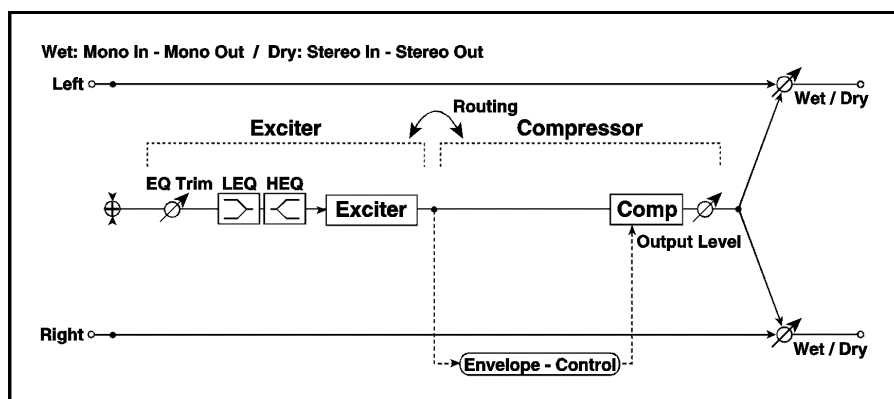 Wet: Mono In - Mono Out / Dry: Stereo In - Stereo Out
Left
Wet / Dry
Routing
Exciter
Compressor
EQ Trim
LEQ
HEQ
Exciter
Comp
Output Level
Right
Wet / Dry
Envelope - Control